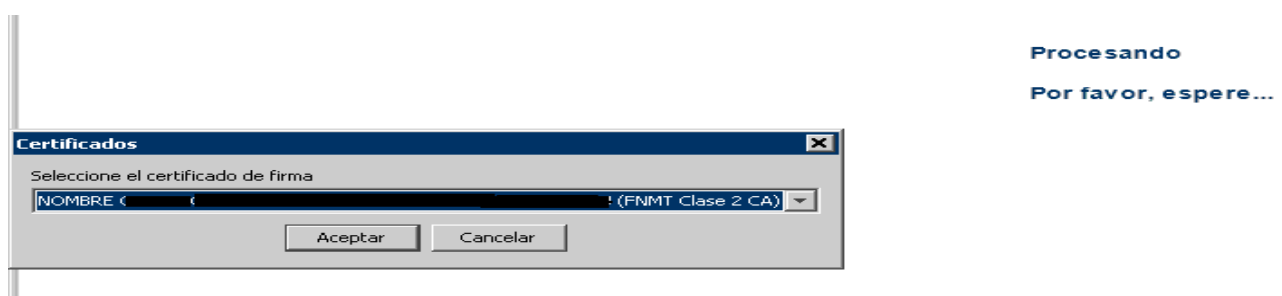 Procesando
Por favor, espere...
Certificados
Seleccione el certificado de firma
NOMBRE (FNMT Clase 2 CA)
Aceptar
Cancelar